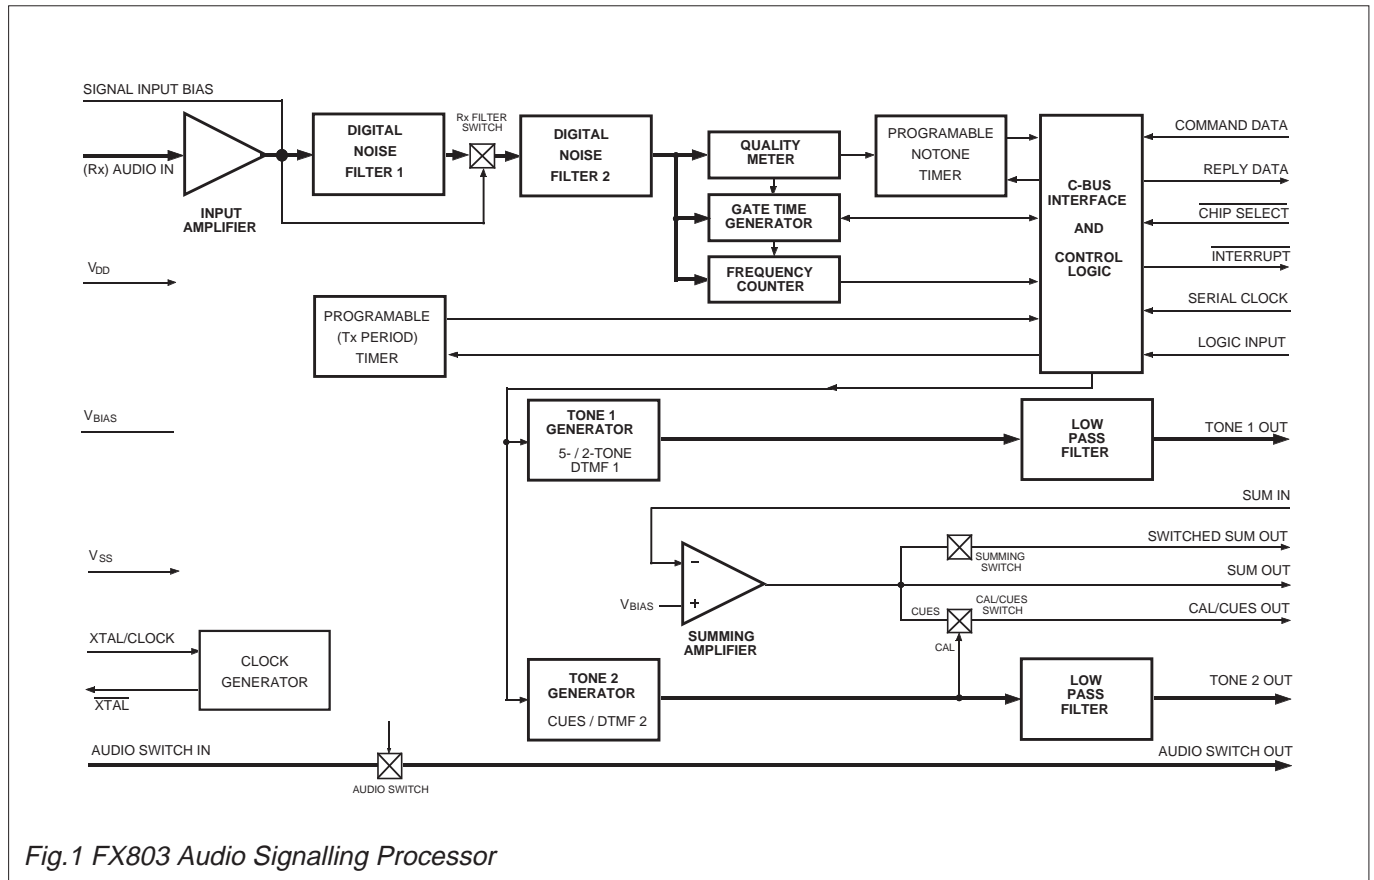 SIGNAL INPUT BIAS
(Rx) AUDIO IN
INPUT
AMPLIFIER
DIGITAL
NOISE
FILTER 1
Rx FILTER
SWITCH
DIGITAL
NOISE
FILTER 2
QUALITY
METER
GATE TIME
GENERATOR
FREQUENCY
COUNTER
PROGRAMABLE
NOTONE
TIMER
C-BUS
INTERFACE
AND
CONTROL
LOGIC
COMMAND DATA
REPLY DATA
CHIP SELECT
INTERRUPT
SERIAL CLOCK
LOGIC INPUT
VDD
PROGRAMABLE
(Tx PERIOD)
TIMER
VBIAS
TONE 1
GENERATOR
5- / 2-TONE
DTMF 1
LOW
PASS
FILTER
TONE 1 OUT
SUM IN
SWITCHED SUM OUT
SUMMING
SWITCH
SUM OUT
VSS
−
+
VBIAS
SUMMING
AMPLIFIER
CUES
CAL/CUES
SWITCH
CAL
CAL/CUES OUT
XTAL/CLOCK
XTAL
CLOCK
GENERATOR
TONE 2
GENERATOR
CUES / DTMF 2
LOW
PASS
FILTER
TONE 2 OUT
AUDIO SWITCH IN
AUDIO SWITCH
AUDIO SWITCH OUT
Fig.1 FX803 Audio Signalling Processor